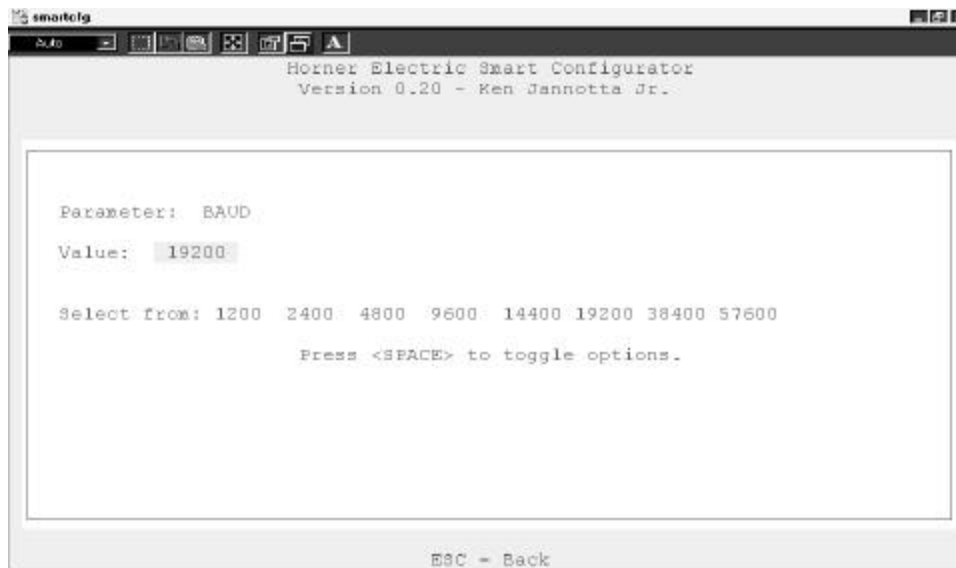 smartcfg
Auto
A
Horner Electric Smart Configurator
Version 0.20 - Ken Jannotta Jr.
Parameter: BAUD
Value: 19200
Select from: 1200 2400 4800 9600 14400 19200 38400 57600
Press <SPACE> to toggle options.
ESC - Back